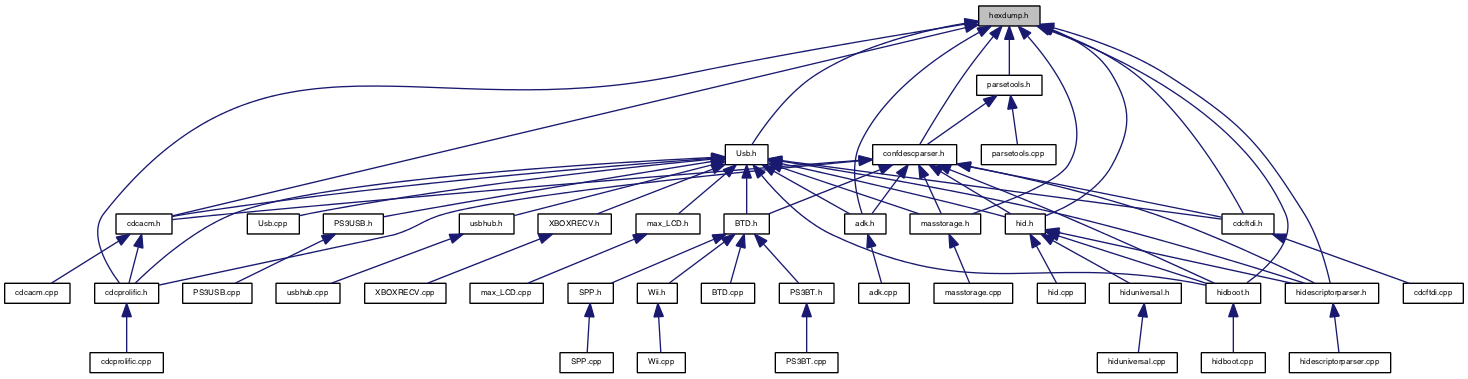 hexdump.h
parsetools.h
Usb.h
confdescparser.h
parsetools.cpp
cdcacm.h
Usb.cpp
PS3USB.h
usbhub.h
XBOXRECV.h
max_LCD.h
BTD.h
adk.h
masstorage.h
hid.h
cdcftdi.h
cdcacm.cpp
cdcprolific.h
PS3USB.cpp
usbhub.cpp
XBOXRECV.cpp
max_LCD.cpp
SPP.h
Wii.h
BTD.cpp
PS3BT.h
adk.cpp
masstorage.cpp
hid.cpp
hiduniversal.h
hidboot.h
hidescriptorparser.h
cdcftdi.cpp
cdcprolific.cpp
SPP.cpp
Wii.cpp
PS3BT.cpp
hiduniversal.cpp
hidboot.cpp
hidescriptorparser.cpp